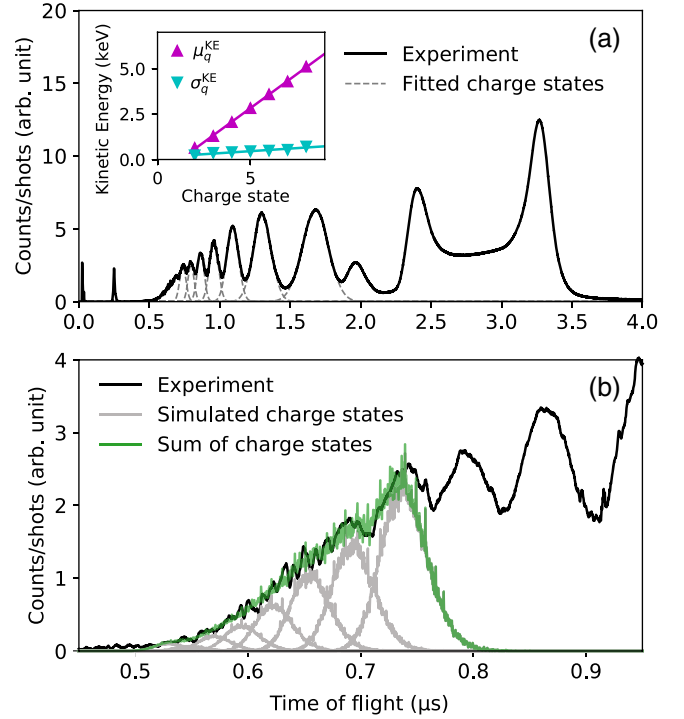 20
(a)
μ_q^KE
σ_q^KE
Kinetic Energy (keV)
5.0
2.5
0.0
0
5
Charge state
Experiment
Fitted charge states
Counts/shots (arb. unit)
15
10
5
0
0.0 0.5 1.0 1.5 2.0 2.5 3.0 3.5 4.0
4
(b)
Experiment
Simulated charge states
Sum of charge states
Counts/shots (arb. unit)
3
2
1
0
0.5 0.6 0.7 0.8 0.9
Time of flight (μs)